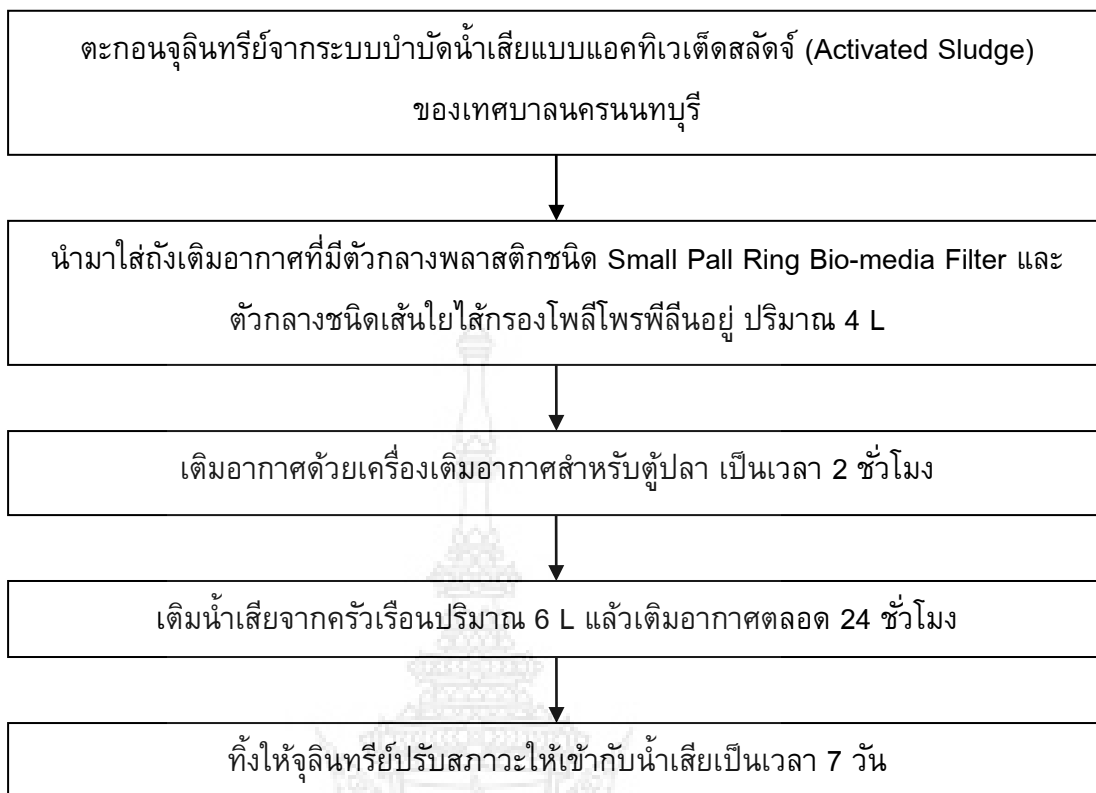 ตะกอนจุลินทรีย์จากระบบบำบัดน้ำเสียแบบแอคทิเวเต็ดสลัดจ์ (Activated Sludge)
ของเทศบาลนครนนทบุรี
นำมาใส่ถังเติมอากาศที่มีตัวกลางพลาสติกชนิด Small Pall Ring Bio-media Filter และ
ตัวกลางชนิดเส้นใยไส้กรองโพลีโพรพีลีนอยู่ ปริมาณ 4 L
เติมอากาศด้วยเครื่องเติมอากาศสำหรับตู้ปลา เป็นเวลา 2 ชั่วโมง
เติมน้ำเสียจากครัวเรือนปริมาณ 6 L แล้วเติมอากาศตลอด 24 ชั่วโมง
ทิ้งให้จุลินทรีย์ปรับสภาวะให้เข้ากับน้ำเสียเป็นเวลา 7 วัน